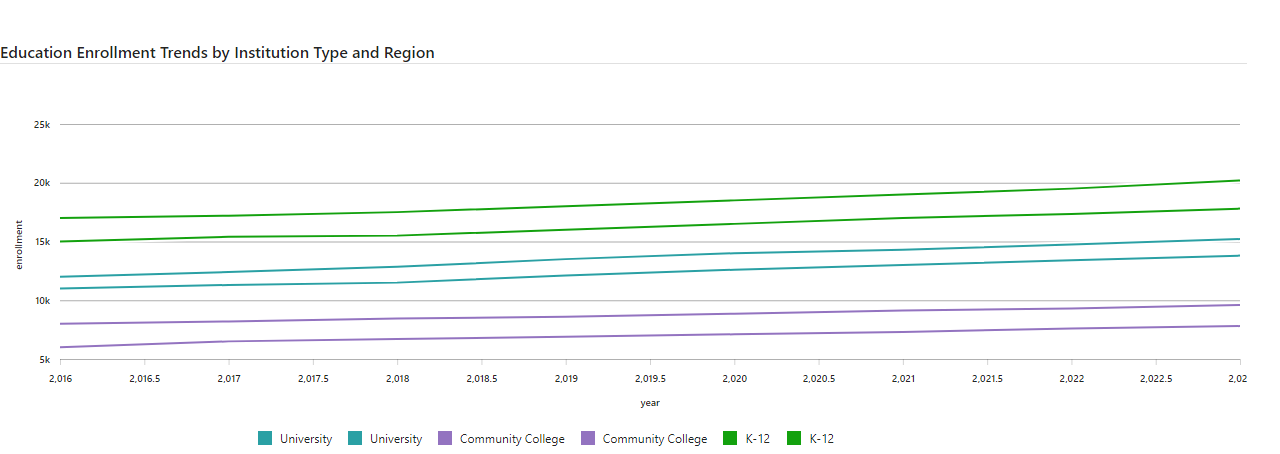 Education Enrollment Trends by Institution Type and Region
25k
20k
15k
10k
5k
enrollment
2,016 2,016.5 2,017 2,017.5 2,018 2,018.5 2,019 2,019.5 2,020 2,020.5 2,021 2,021.5 2,022 2,022.5 2,02
year
University University Community College Community College K-12 K-12